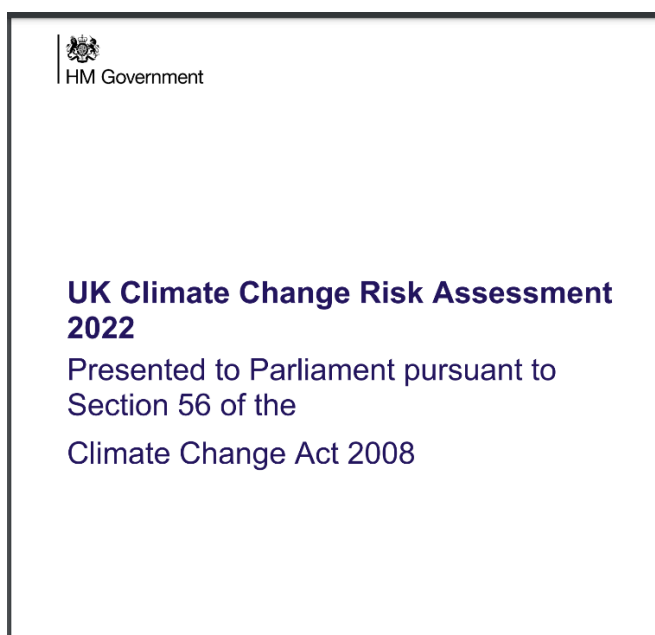 HM Government
UK Climate Change Risk Assessment
2022
Presented to Parliament pursuant to
Section 56 of the
Climate Change Act 2008